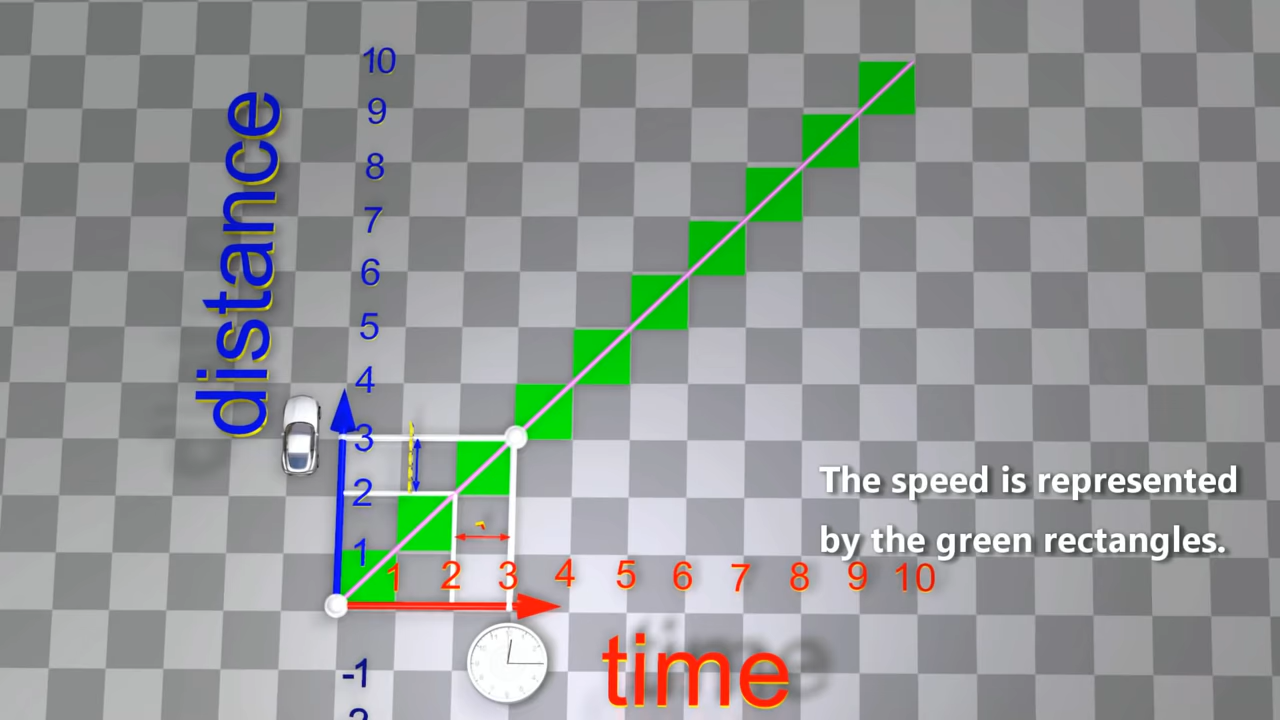 10
9
8
7
6
5
4
3
2
1
distance
The speed is represented
by the green rectangles.
1 2 3 4 5 6 7 8 9 10
time
-1